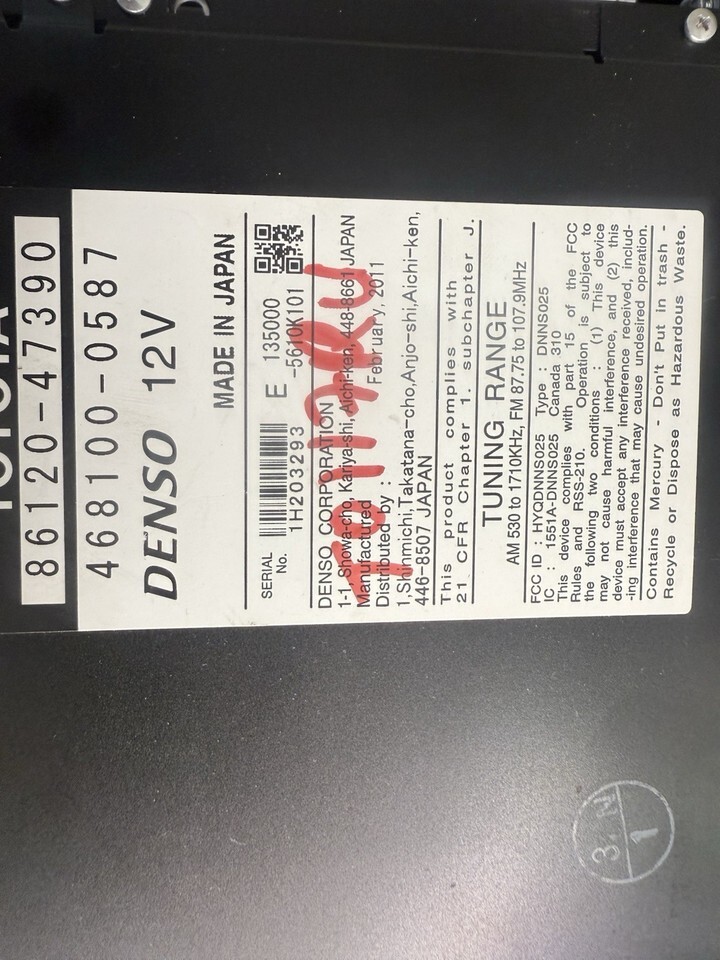 TOYOTA
86120-47390
468100-0587
DENSO 12V
MADE IN JAPAN
SERIAL No. 1H203293 E 135000 -5610K101
DENSO CORPORATION
1-1, Showa-cho, Kariya-shi, Aichi-ken, 448-8661 JAPAN
Manufactured February, 2011
Distributed by :
1,Shinmichi,Takatana-cho,Anjo-shi,Aichi-ken,
446-8507 JAPAN
This product complies with
21 CFR Chapter 1. subchapter J.
TUNING RANGE
AM 530 to 1710KHz, FM 87.75 to 107.9MHz
FCC ID : HYQDNNS025 Type : DNNS025
IC : 1551A-DNNS025 Canada 310
This device complies with part 15 of the FCC
Rules and RSS-210. Operation is subject to
the following two conditions : (1) This device
may not cause harmful interference, and (2) this
device must accept any interference received, includ-
-ing interference that may cause undesired operation.
Contains Mercury - Don't Put in trash -
Recycle or Dispose as Hazardous Waste.
3. N
1